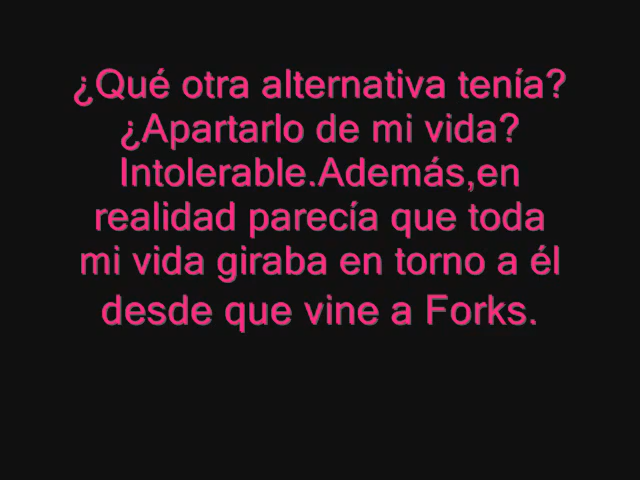 ¿Qué otra alternativa tenía?
¿Apartarlo de mi vida?
Intolerable.Además,en
realidad parecía que toda
mi vida giraba en torno a él
desde que vine a Forks.